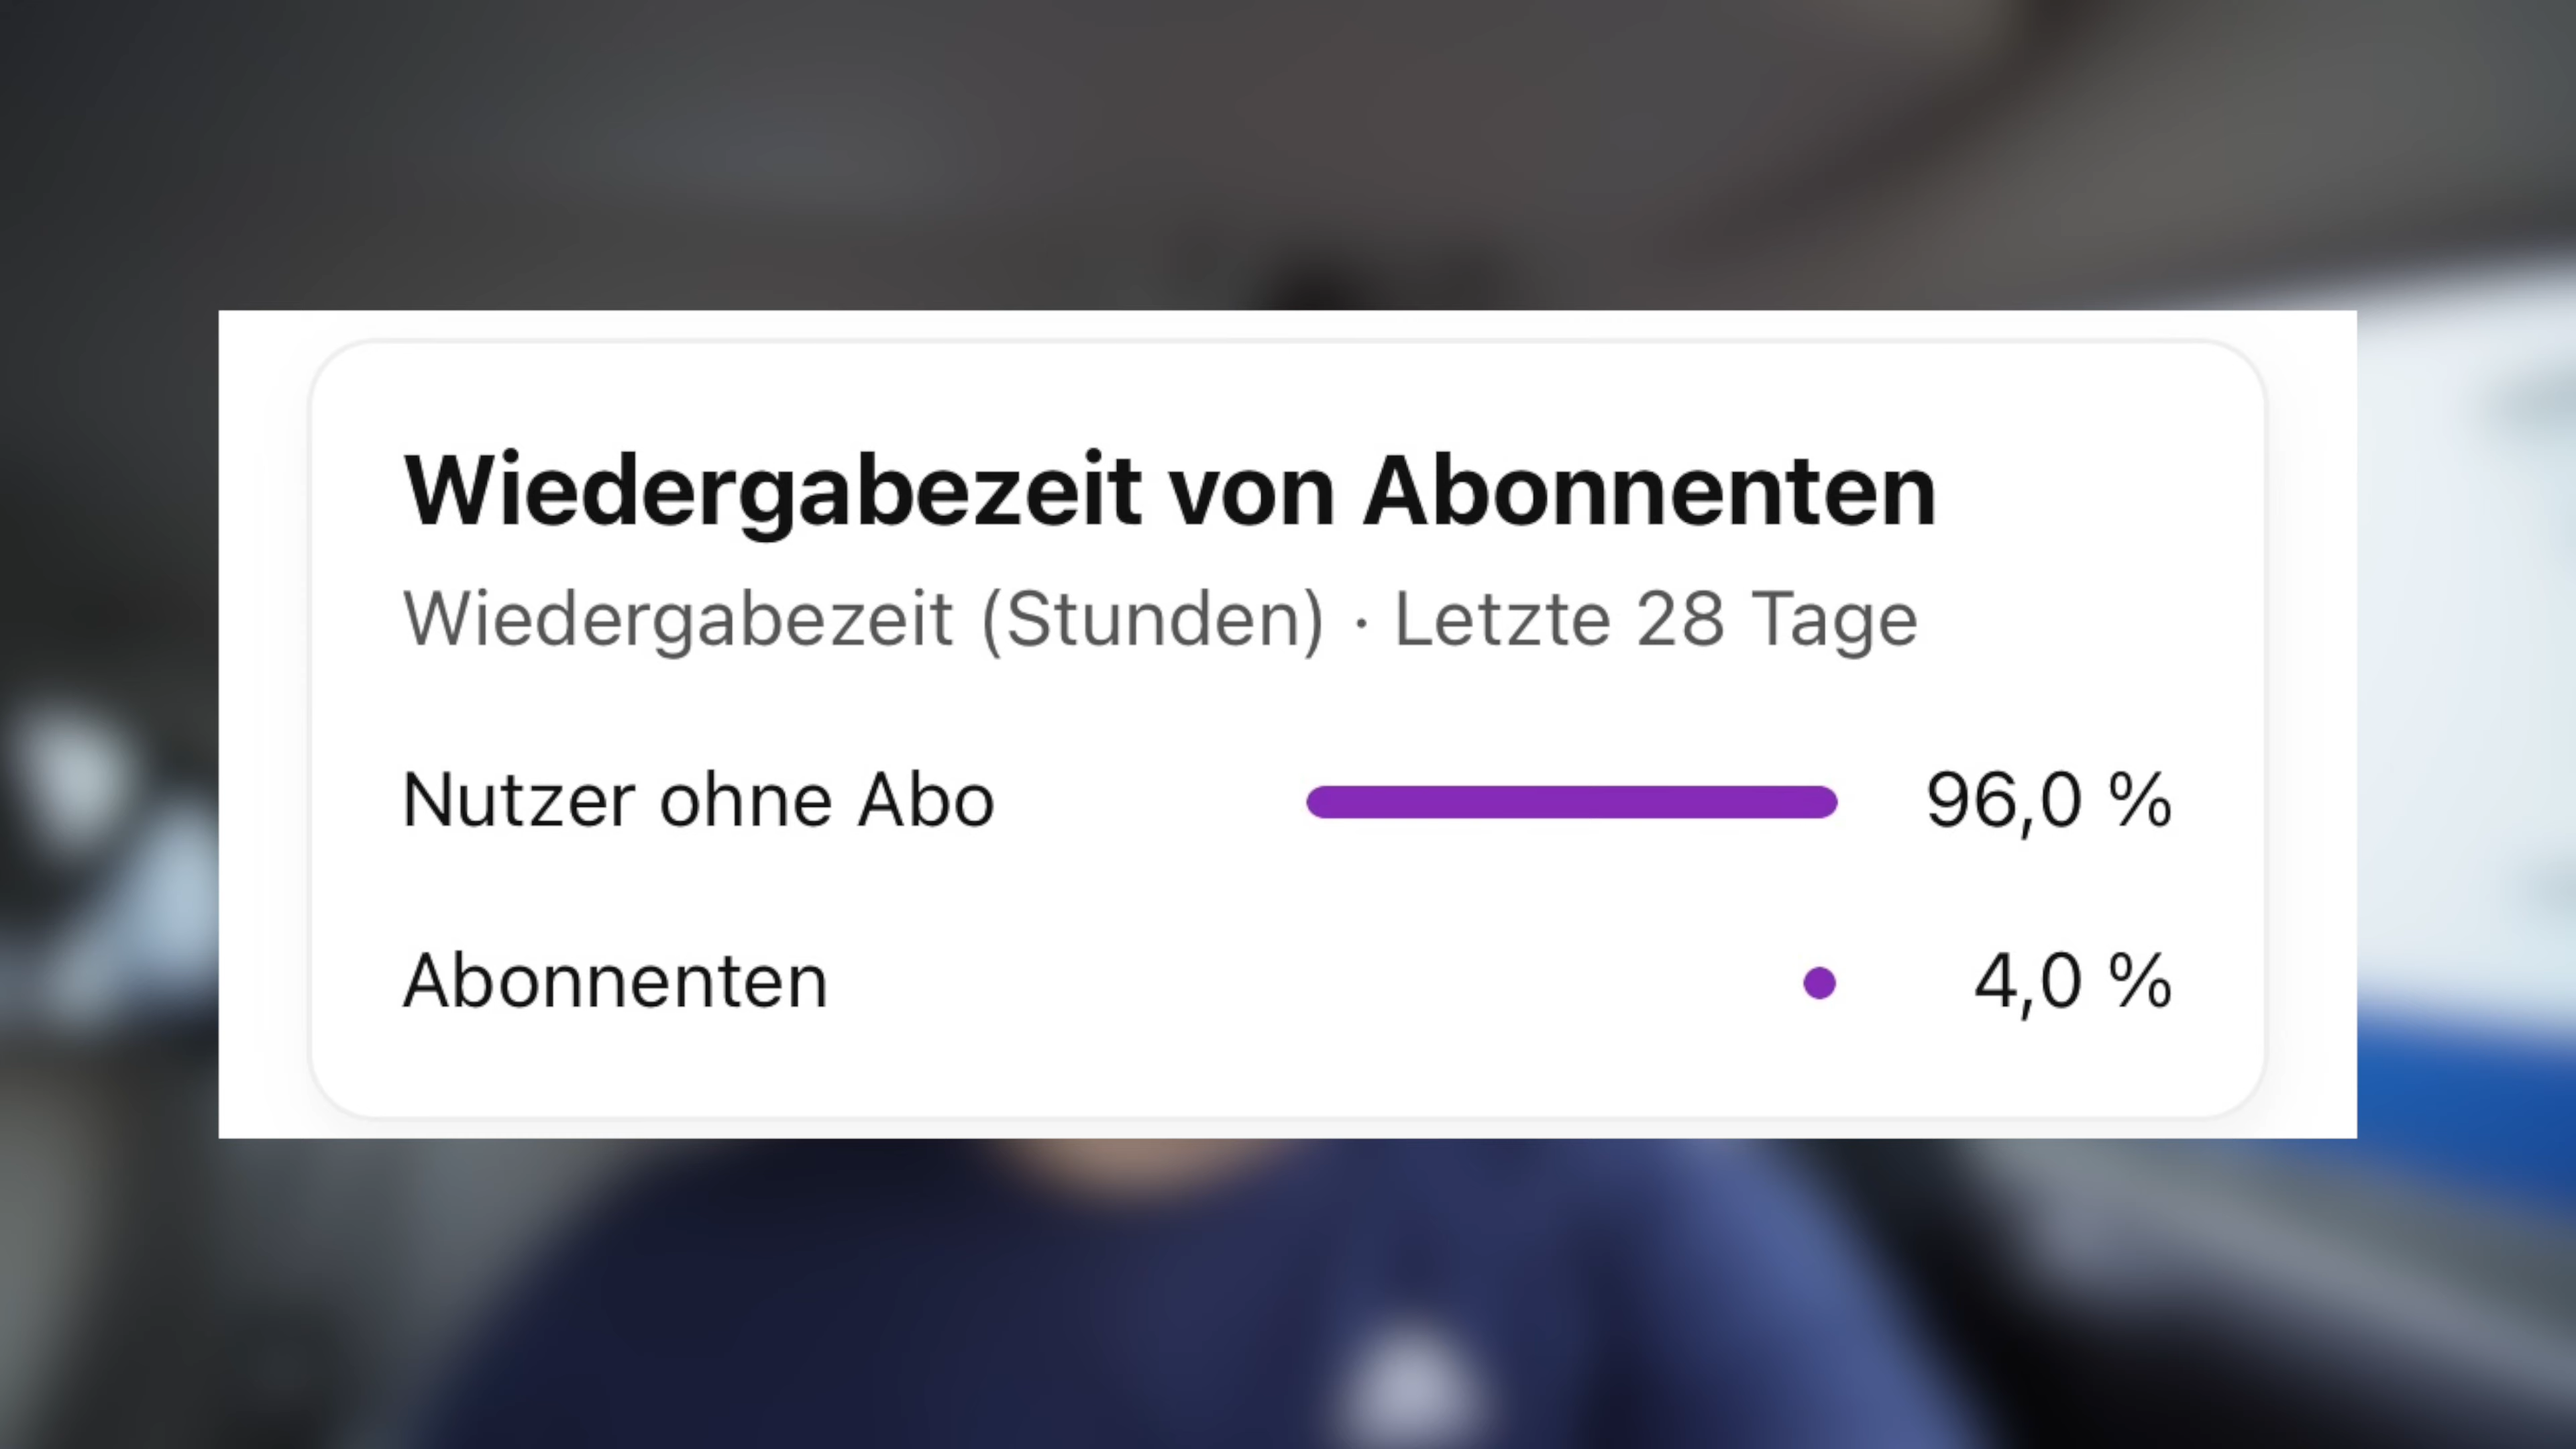 Wiedergabezeit von Abonnenten
Wiedergabezeit (Stunden) · Letzte 28 Tage
Nutzer ohne Abo 96,0 %
Abonnenten 4,0 %